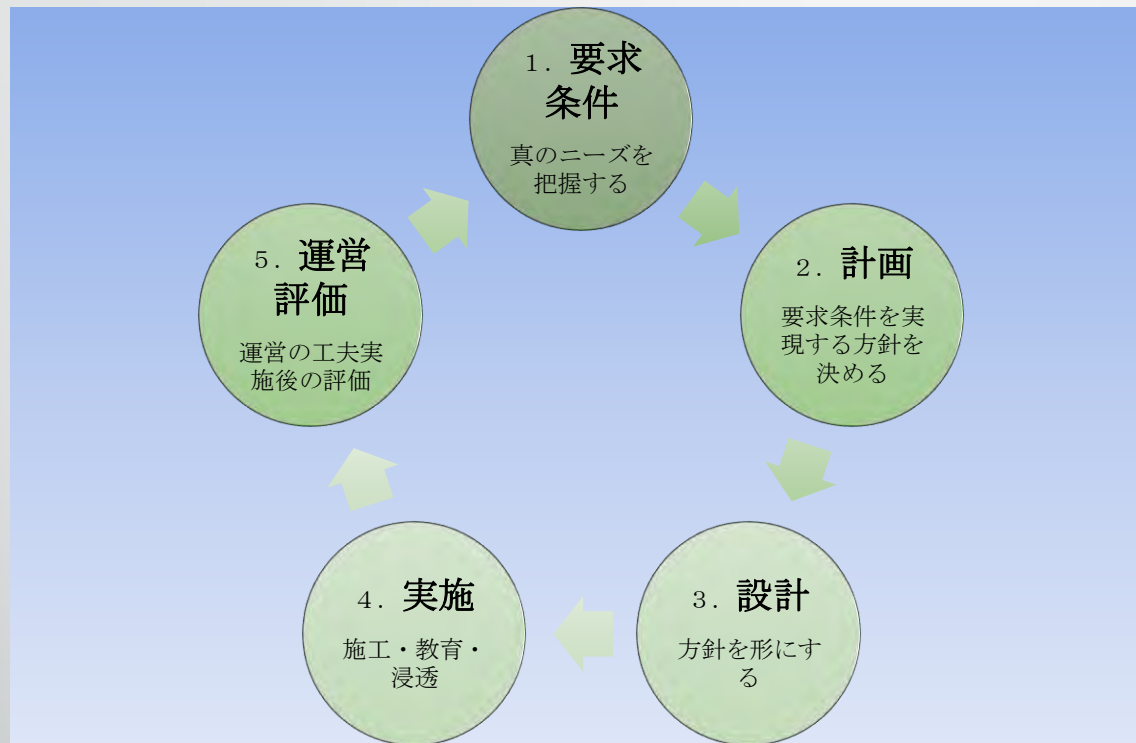 1. 要求
条件
真のニーズを
把握する
2. 計画
要求条件を実
現する方針を
決める
3. 設計
方針を形にす
る
4. 実施
施工・教育・
浸透
5. 運営
評価
運営の工夫実
施後の評価